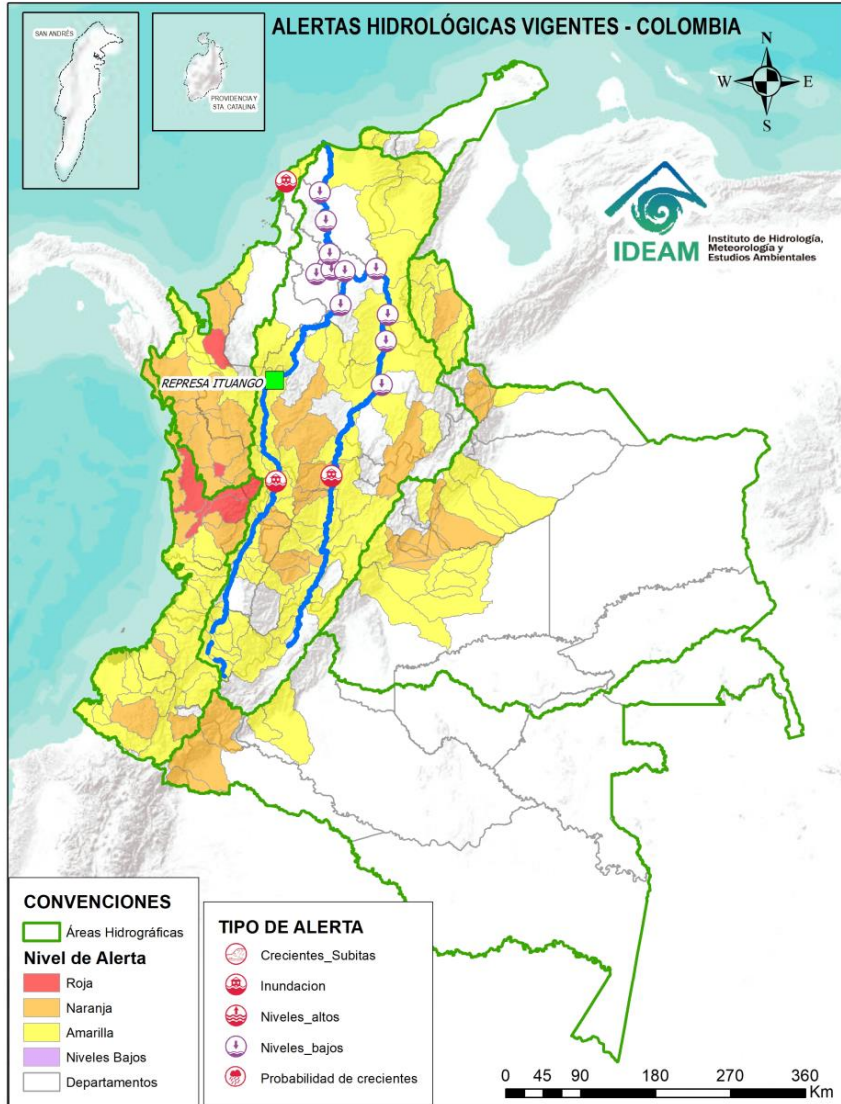 ALERTAS HIDROLÓGICAS VIGENTES - COLOMBIA
SAN ANDRÉS
PROVIDENCIA Y
STA. CATALINA
N
W
E
S
IDEAM
Instituto de Hidrología,
Meteorología y
Estudios Ambientales
REPRESA ITUANGO
CONVENCIONES
Áreas Hidrográficas
Nivel de Alerta
Roja
Naranja
Amarilla
Niveles Bajos
Departamentos
TIPO DE ALERTA
Crecientes_Subitas
Inundacion
Niveles_altos
Niveles_bajos
Probabilidad de crecientes
0 45 90 180 270 360
Km